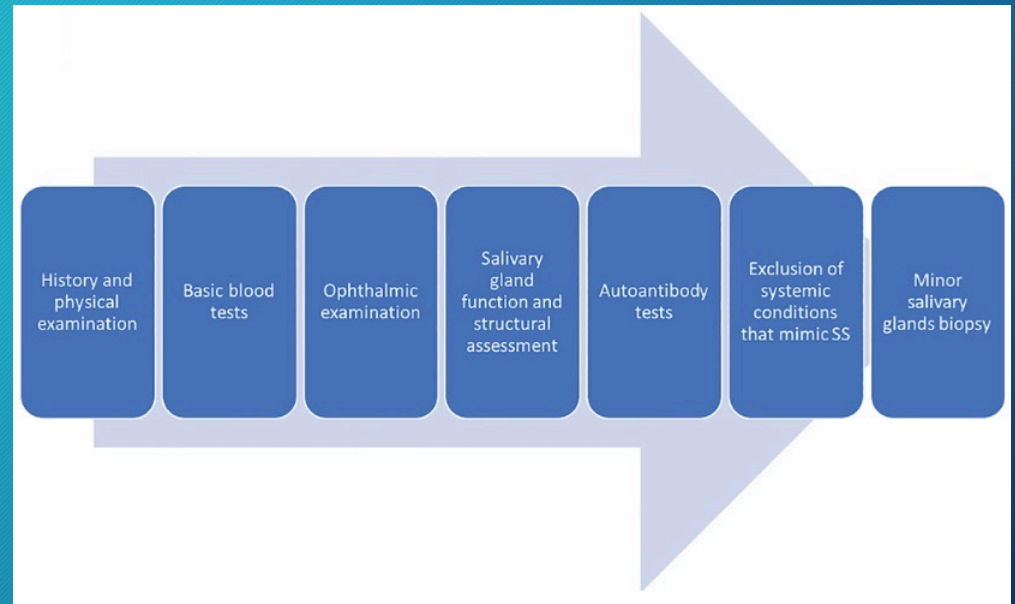 History and
physical
examination
Basic blood
tests
Ophthalmic
examination
Salivary
gland
function and
structural
assessment
Autoantibody
tests
Exclusion of
systemic
conditions
that mimic SS
Minor
salivary
glands biopsy